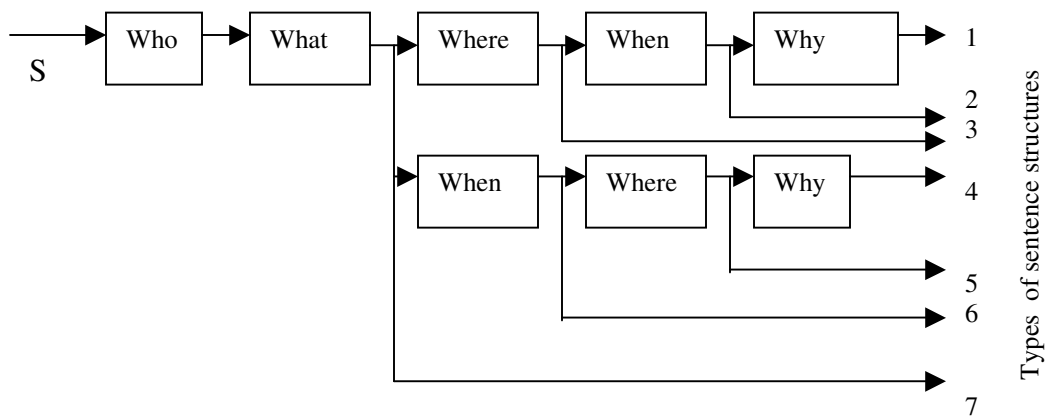 Who
What
Where
When
Why
1
S
2
3
When
Where
Why
4
5
6
7
Types of sentence structures